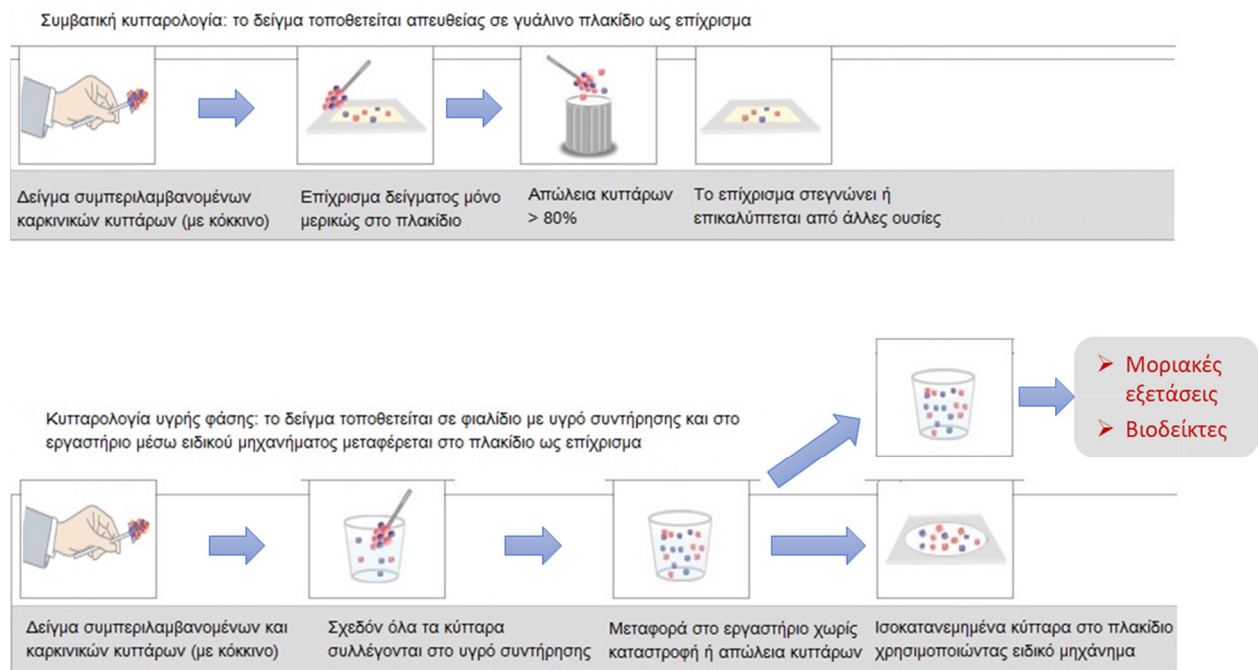 Συμβατική κυτταρολογία: το δείγμα τοποθετείται απευθείας σε γυάλινο πλακίδιο ως επίχρισμα
Δείγμα συμπεριλαμβανομένων
καρκινικών κυττάρων (με κόκκινο)
Επίχρισμα δείγματος μόνο
μερικώς στο πλακίδιο
Απώλεια κυττάρων
> 80%
Το επίχρισμα στεγνώνει ή
επικαλύπτεται από άλλες ουσίες
Κυτταρολογία υγρής φάσης: το δείγμα τοποθετείται σε φιαλίδιο με υγρό συντήρησης και στο
εργαστήριο μέσω ειδικού μηχανήματος μεταφέρεται στο πλακίδιο ως επίχρισμα
➢ Μοριακές
εξετάσεις
➢ Βιοδείκτες
Δείγμα συμπεριλαμβανομένων και
καρκινικών κυττάρων (με κόκκινο)
Σχεδόν όλα τα κύτταρα
συλλέγονται στο υγρό συντήρησης
Μεταφορά στο εργαστήριο χωρίς
καταστροφή ή απώλεια κυττάρων
Ισοκατανεμημένα κύτταρα στο πλακίδιο
χρησιμοποιώντας ειδικό μηχάνημα